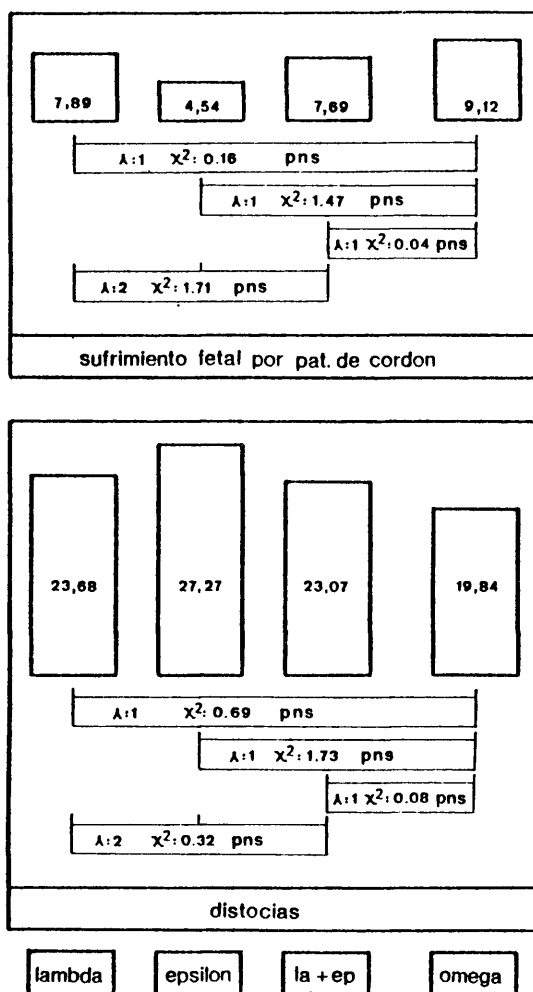 7,89 4,54 7,69 9,12
λ:1 χ²: 0.16 pns
λ:1 χ²: 1.47 pns
λ:1 χ²: 0.04 pns
λ:2 χ²: 1.71 pns
sufrimiento fetal por pat. de cordon
23,68 27,27 23,07 19,84
λ:1 χ²: 0.69 pns
λ:1 χ²: 1.73 pns
λ:1 χ²: 0.08 pns
λ:2 χ²: 0.32 pns
distocias
lambda epsilon la + ep omega